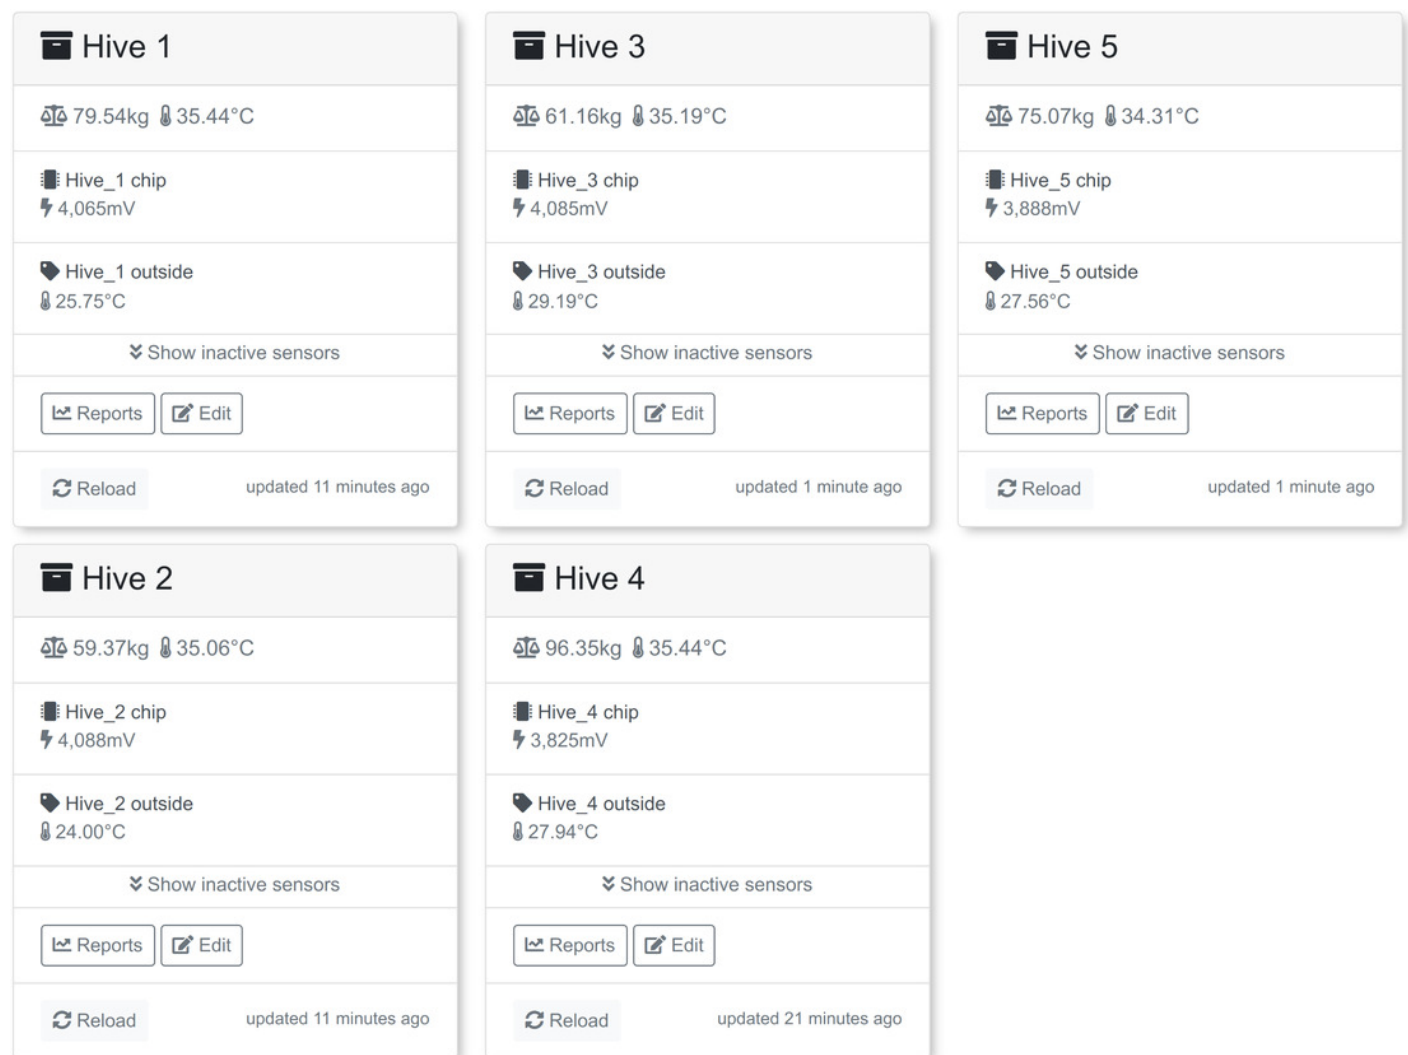 Hive 1
79.54kg 35.44°C
Hive_1 chip
4,065mV
Hive_1 outside
25.75°C
Show inactive sensors
Reports Edit
Reload updated 11 minutes ago
Hive 3
61.16kg 35.19°C
Hive_3 chip
4,085mV
Hive_3 outside
29.19°C
Show inactive sensors
Reports Edit
Reload updated 1 minute ago
Hive 5
75.07kg 34.31°C
Hive_5 chip
3,888mV
Hive_5 outside
27.56°C
Show inactive sensors
Reports Edit
Reload updated 1 minute ago
Hive 2
59.37kg 35.06°C
Hive_2 chip
4,088mV
Hive_2 outside
24.00°C
Show inactive sensors
Reports Edit
Reload updated 11 minutes ago
Hive 4
96.35kg 35.44°C
Hive_4 chip
3,825mV
Hive_4 outside
27.94°C
Show inactive sensors
Reports Edit
Reload updated 21 minutes ago